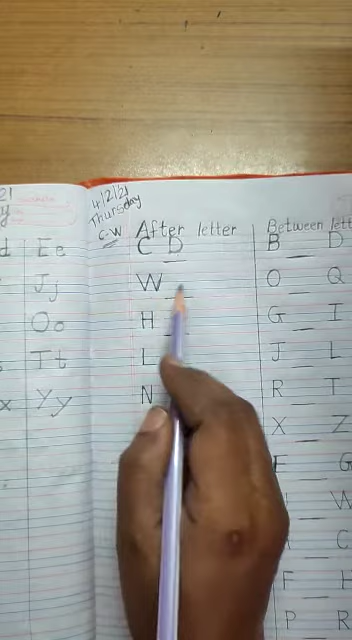 4/2/21
Thursday
C-W
After letter
Between lett
Ee
C D
B _ D
Jj
W _
O _ Q
Oo
H
G _ I
Tt
L
J _ L
Yy
N
R _ T
X _ Z
G
W
C
F _ H
P _ R